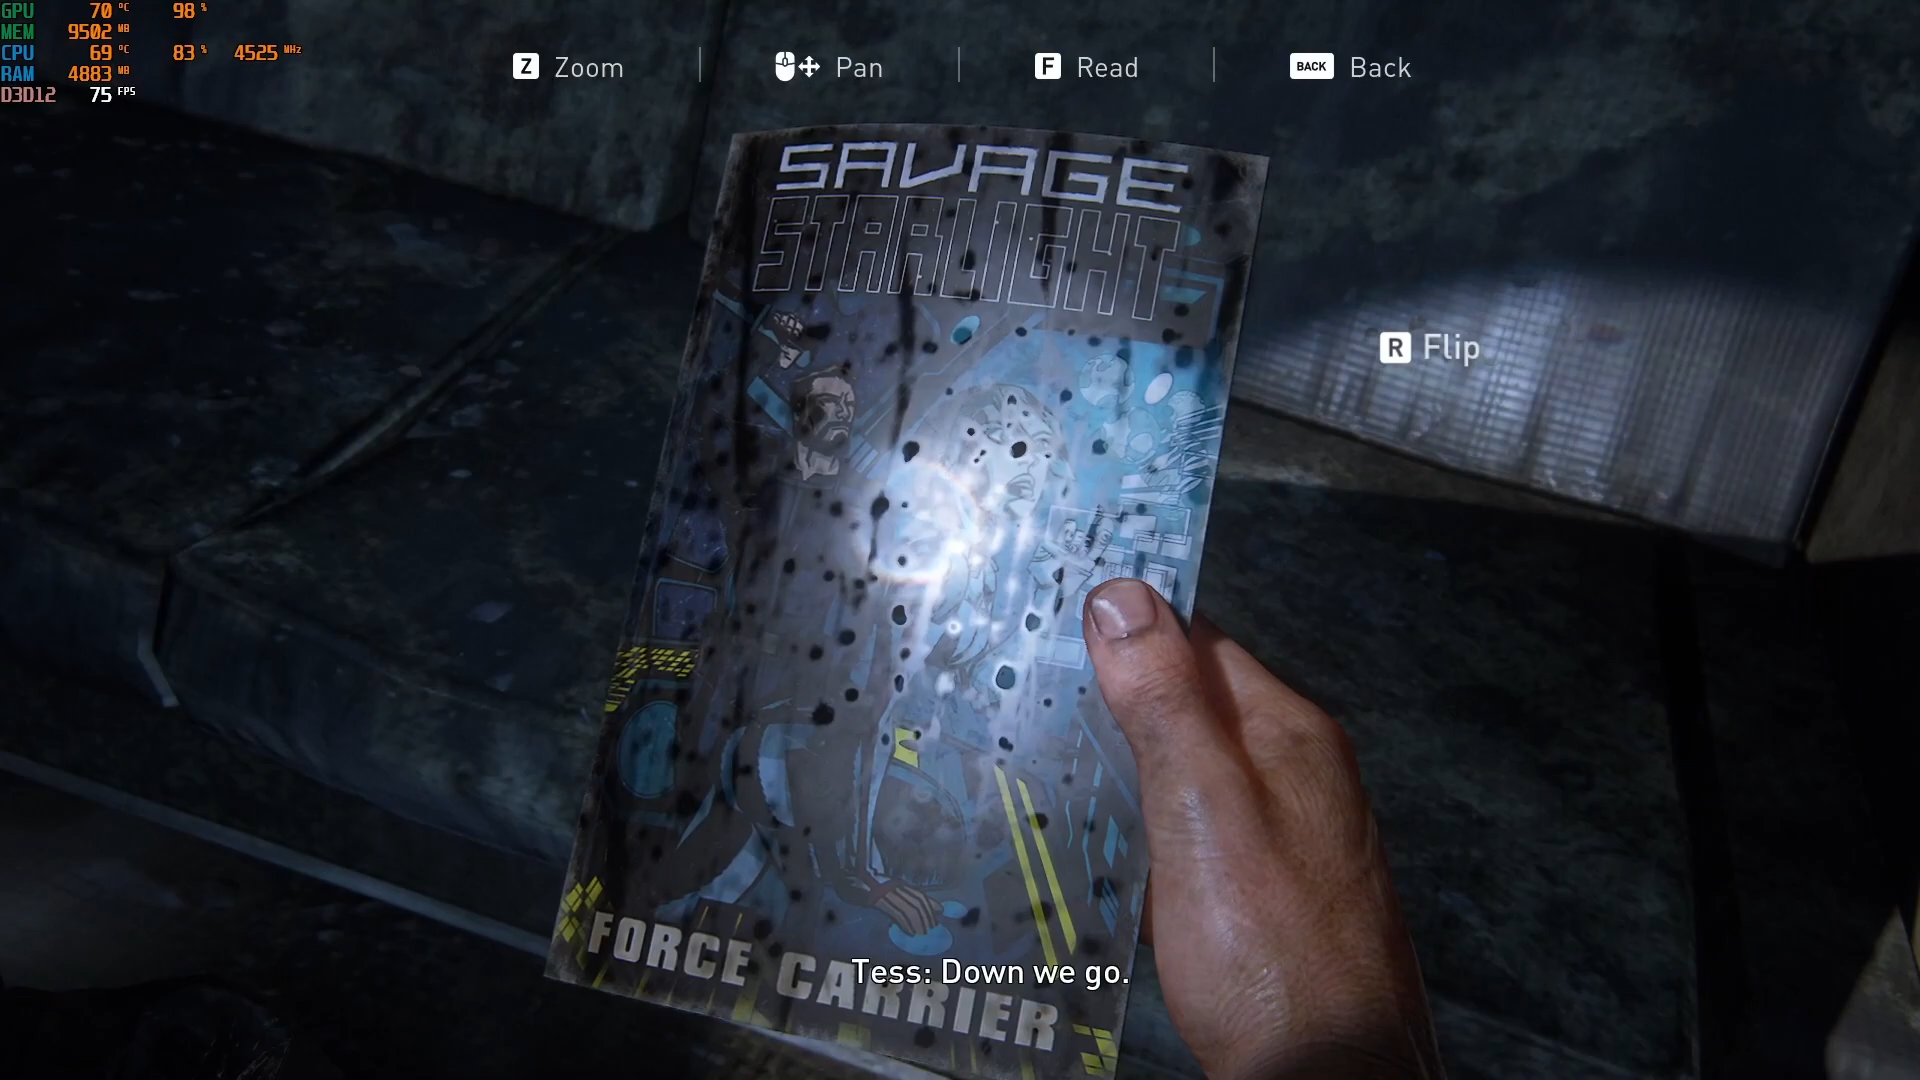 GPU 70 °C 98 %
MEM 9502 MB
CPU 69 °C 83 % 4525 MHz
RAM 4883 MB
D3D12 75 FPS
Z Zoom F Read BACK Back
Pan
SAVAGE
STARLIGHT
R Flip
FORCE CARRIER
Tess: Down we go.